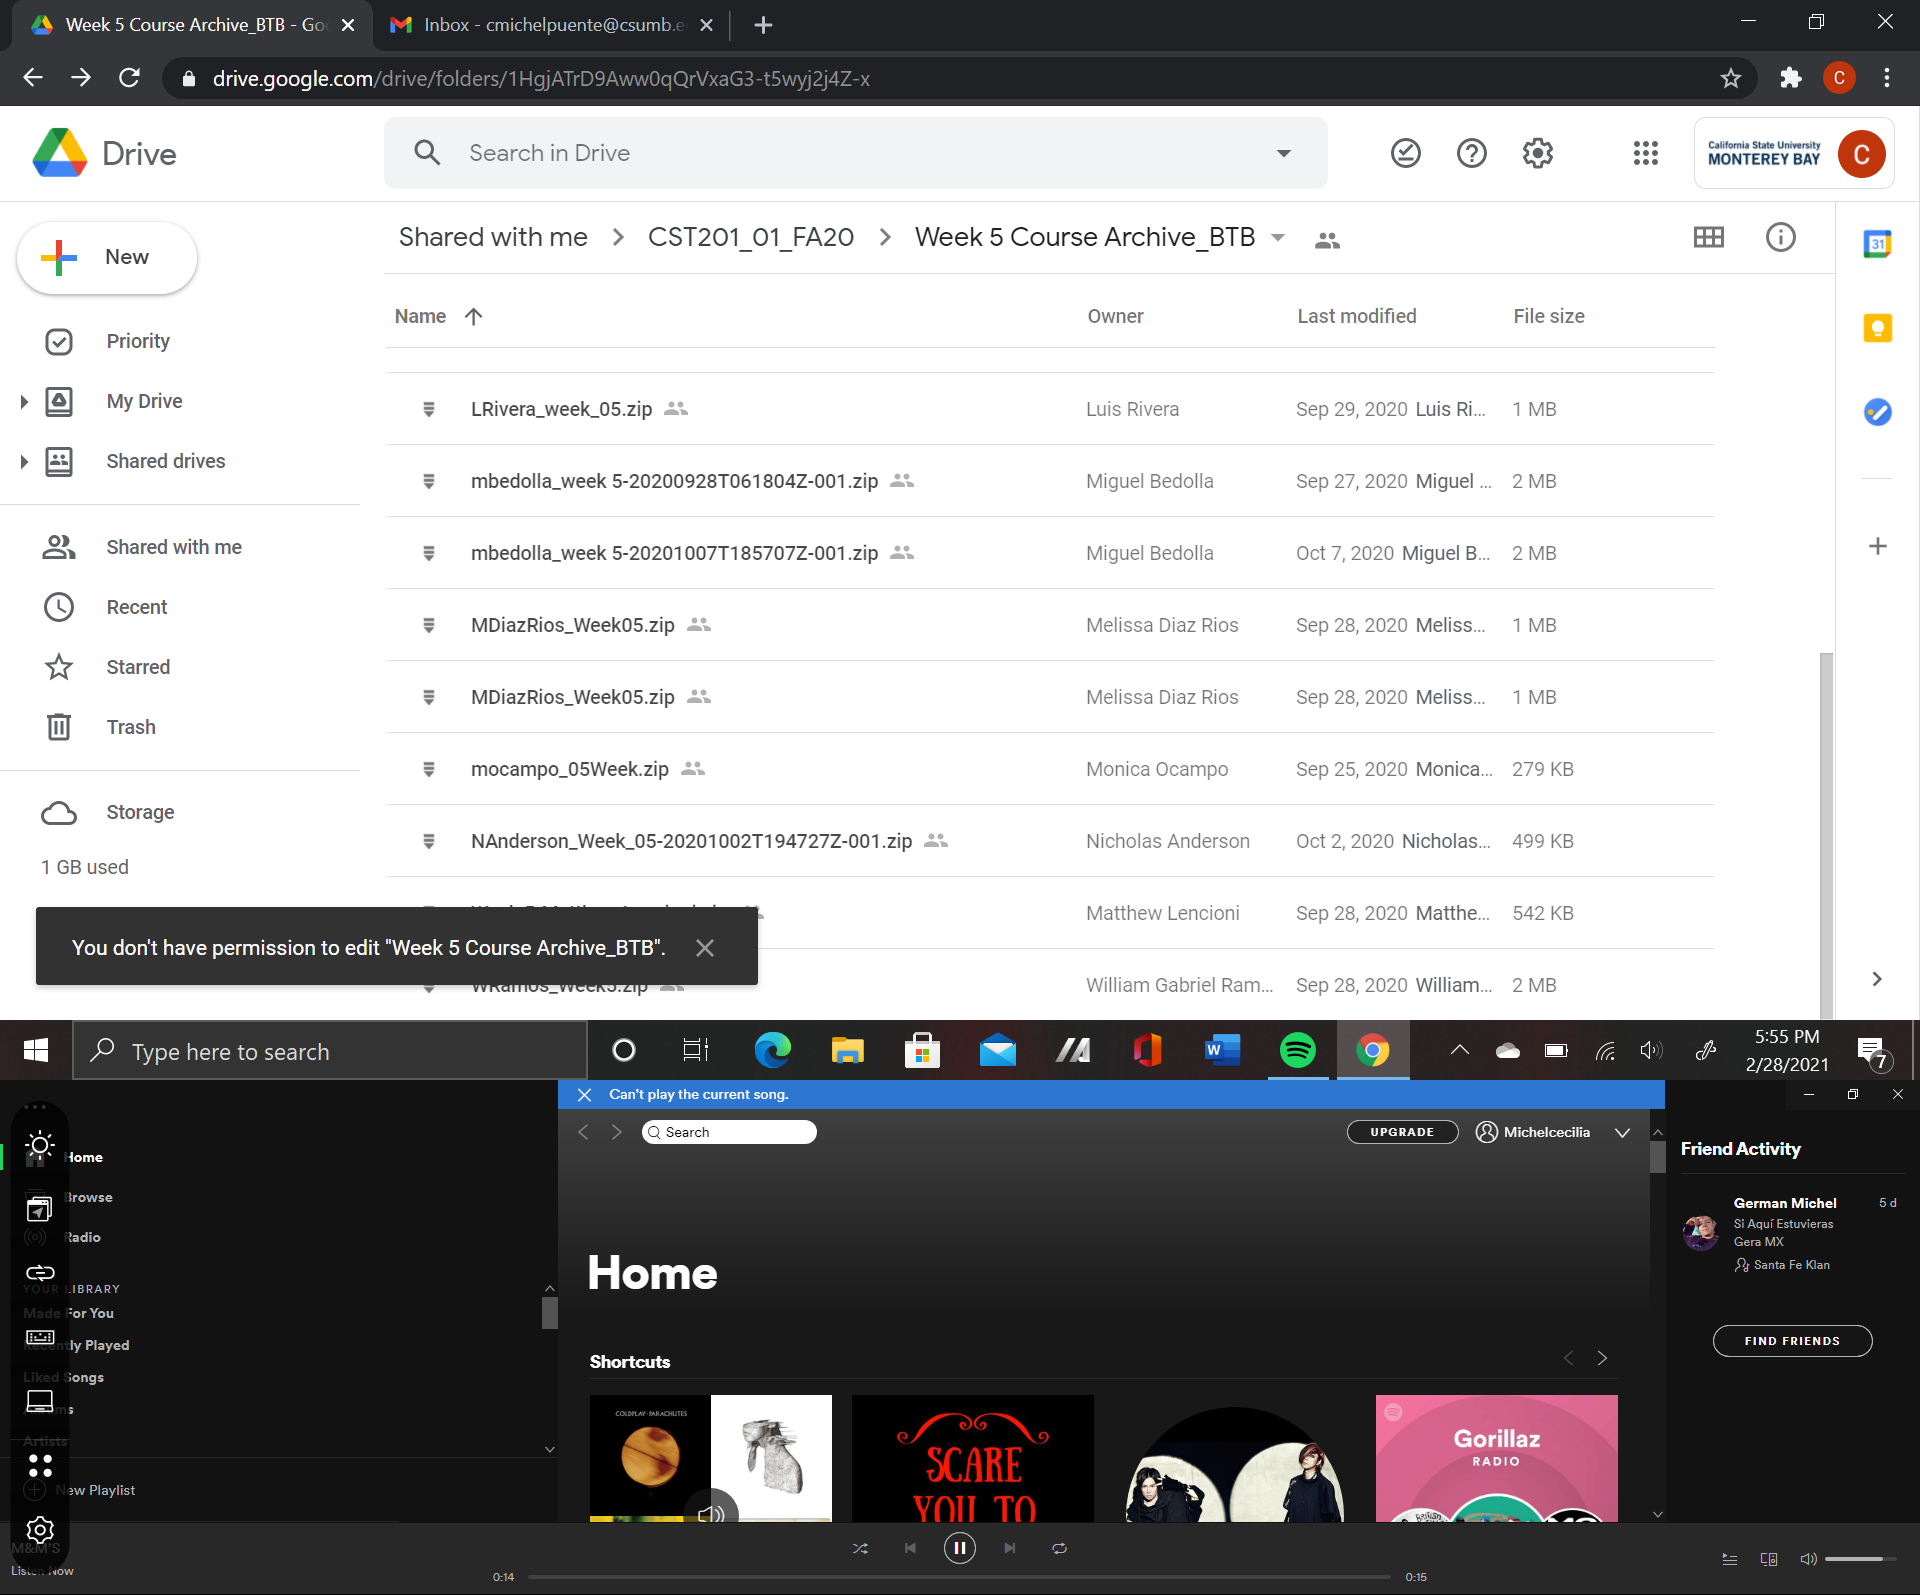 Week 5 Course Archive_BTB - Go
Inbox - cmichelpuente@csumb.e
drive.google.com/drive/folders/1HgjATrD9Aww0qQrVxaG3-t5wyj2j4Z-x
C
Drive
Search in Drive
California State University
MONTEREY BAY
C
New
Shared with me > CST201_01_FA20 > Week 5 Course Archive_BTB
31
Name Owner Last modified File size
Priority
My Drive
Shared drives
Shared with me
Recent
Starred
Trash
Storage
1 GB used
LRivera_week_05.zip Luis Rivera Sep 29, 2020 Luis Ri... 1 MB
mbedolla_week 5-20200928T061804Z-001.zip Miguel Bedolla Sep 27, 2020 Miguel ... 2 MB
mbedolla_week 5-20201007T185707Z-001.zip Miguel Bedolla Oct 7, 2020 Miguel B... 2 MB
MDiazRios_Week05.zip Melissa Diaz Rios Sep 28, 2020 Meliss... 1 MB
MDiazRios_Week05.zip Melissa Diaz Rios Sep 28, 2020 Meliss... 1 MB
mocampo_05Week.zip Monica Ocampo Sep 25, 2020 Monica... 279 KB
NAnderson_Week_05-20201002T194727Z-001.zip Nicholas Anderson Oct 2, 2020 Nicholas... 499 KB
Matthew Lencioni Sep 28, 2020 Matthe... 542 KB
WRamos_Week5.zip William Gabriel Ram... Sep 28, 2020 William... 2 MB
You don't have permission to edit "Week 5 Course Archive_BTB".
Type here to search
W
5:55 PM
2/28/2021
7
Can't play the current song.
Search
UPGRADE
Michelcecilia
Home
Browse
Radio
YOUR LIBRARY
Made For You
Recently Played
Liked Songs
Albums
Artists
New Playlist
M&M'S
Listen Now
Home
Shortcuts
COLDPLAY·PARACHUTES
SCARE
YOU TO
Gorillaz
RADIO
Friend Activity
German Michel 5 d
Si Aquí Estuvieras
Gera MX
Santa Fe Klan
FIND FRIENDS
0:14
0:15